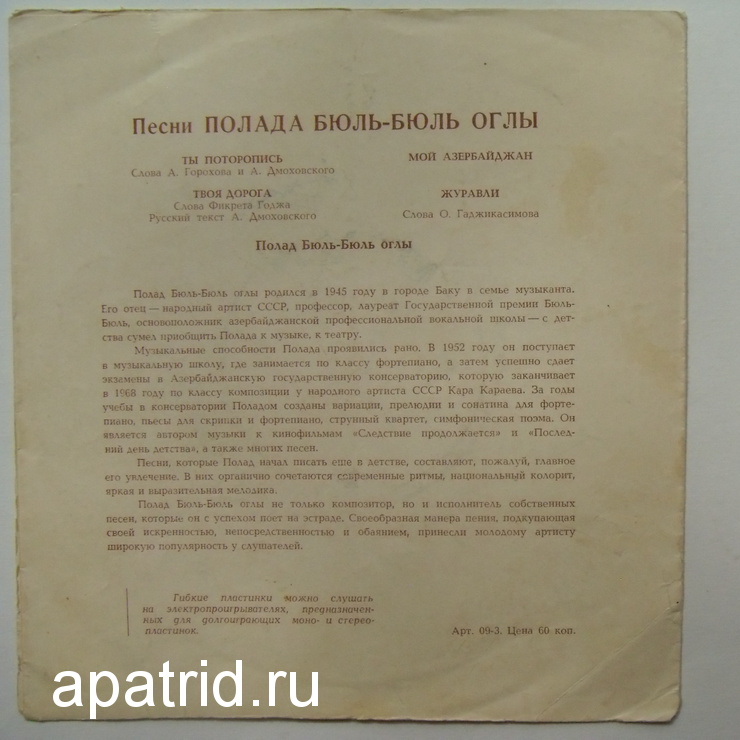 Песни ПОЛАДА БЮЛЬ-БЮЛЬ ОГЛЫ
ТЫ ПОТОРОПИСЬ
Слова А. Горохова и А. Дмоховского
ТВОЯ ДОРОГА
Слова Фикрета Годжа
Русский текст А. Дмоховского
МОЙ АЗЕРБАЙДЖАН
ЖУРАВЛИ
Слова О. Гаджикасимова
Полад Бюль-Бюль оглы
Полад Бюль-Бюль оглы родился в 1945 году в городе Баку в семье музыканта.
Его отец — народный артист СССР, профессор, лауреат Государственной премии Бюль-
Бюль, основоположник азербайджанской профессиональной вокальной школы — с дет-
ства сумел приобщить Полада к музыке, к театру.
Музыкальные способности Полада проявились рано. В 1952 году он поступает
в музыкальную школу, где занимается по классу фортепиано, а затем успешно сдает
экзамены в Азербайджанскую государственную консерваторию, которую заканчивает
в 1968 году по классу композиции у народного артиста СССР Кара Караева. За годы
учебы в консерватории Поладом созданы вариации, прелюдии и сонатина для форте-
пиано, пьесы для скрипки и фортепиано, струнный квартет, симфоническая поэма. Он
является автором музыки к кинофильмам «Следствие продолжается» и «Послед-
ний день детства», а также многих песен.
Песни, которые Полад начал писать еще в детстве, составляют, пожалуй, главное
его увлечение. В них органично сочетаются современные ритмы, национальный колорит,
яркая и выразительная мелодика.
Полад Бюль-Бюль оглы не только композитор, но и исполнитель собственных
песен, которые он с успехом поет на эстраде. Своеобразная манера пения, подкупающая
своей искренностью, непосредственностью и обаянием, принесли молодому артисту
широкую популярность у слушателей.
Гибкие пластинки можно слушать
на электропроигрывателях, предназначен-
ных для долгоиграющих моно- и стерео-
пластинок.
Арт. 09-3. Цена 60 коп.
apatrid.ru